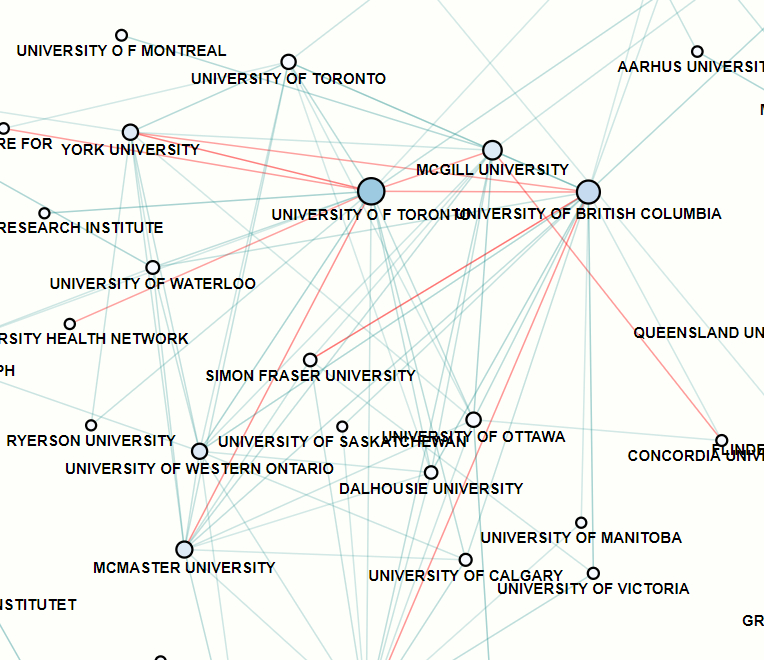 UNIVERSITY O F MONTREAL
AARHUS UNIVERSIT
UNIVERSITY OF TORONTO
RE FOR
YORK UNIVERSITY
MCGILL UNIVERSITY
UNIVERSITY O F TORONTO
UNIVERSITY OF BRITISH COLUMBIA
RESEARCH INSTITUTE
UNIVERSITY OF WATERLOO
RSITY HEALTH NETWORK
QUEENSLAND UN
PH
SIMON FRASER UNIVERSITY
RYERSON UNIVERSITY
UNIVERSITY OF SASKATCHEWAN
UNIVERSITY OF OTTAWA
FLINDE
CONCORDIA UNIV
UNIVERSITY OF WESTERN ONTARIO
DALHOUSIE UNIVERSITY
UNIVERSITY OF MANITOBA
MCMASTER UNIVERSITY
UNIVERSITY OF CALGARY
UNIVERSITY OF VICTORIA
NSTITUTET
GR